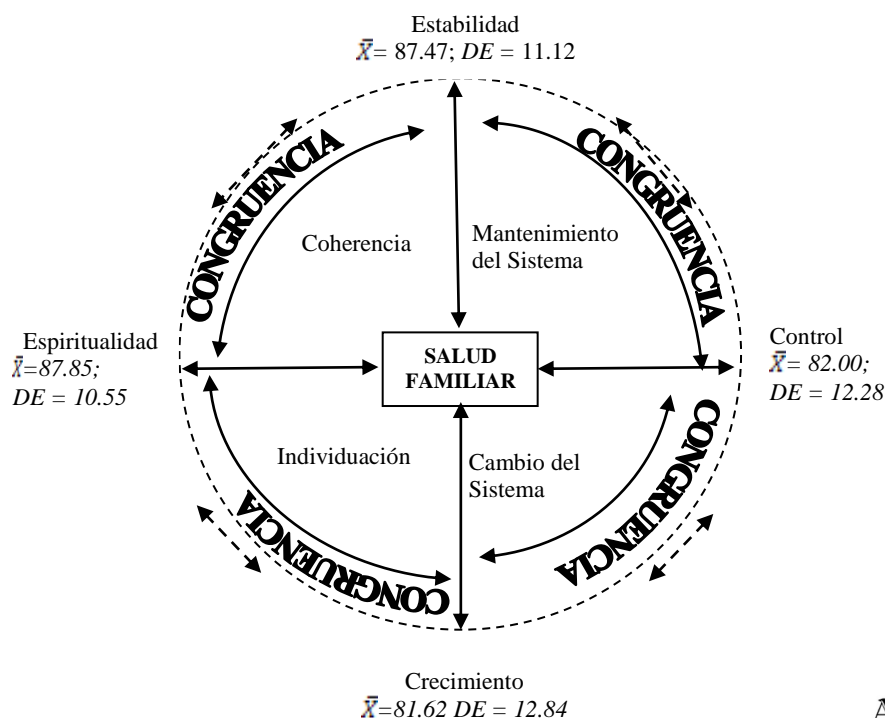 Estabilidad
X̄= 87.47; DE = 11.12
CONGRUENCIA
CONGRUENCIA
Coherencia
Mantenimiento
del Sistema
Espiritualidad
X̄=87.85;
DE = 10.55
SALUD
FAMILIAR
Control
X̄= 82.00;
DE = 12.28
Individuación
Cambio del
Sistema
CONGRUENCIA
CONGRUENCIA
Crecimiento
X̄=81.62 DE = 12.84